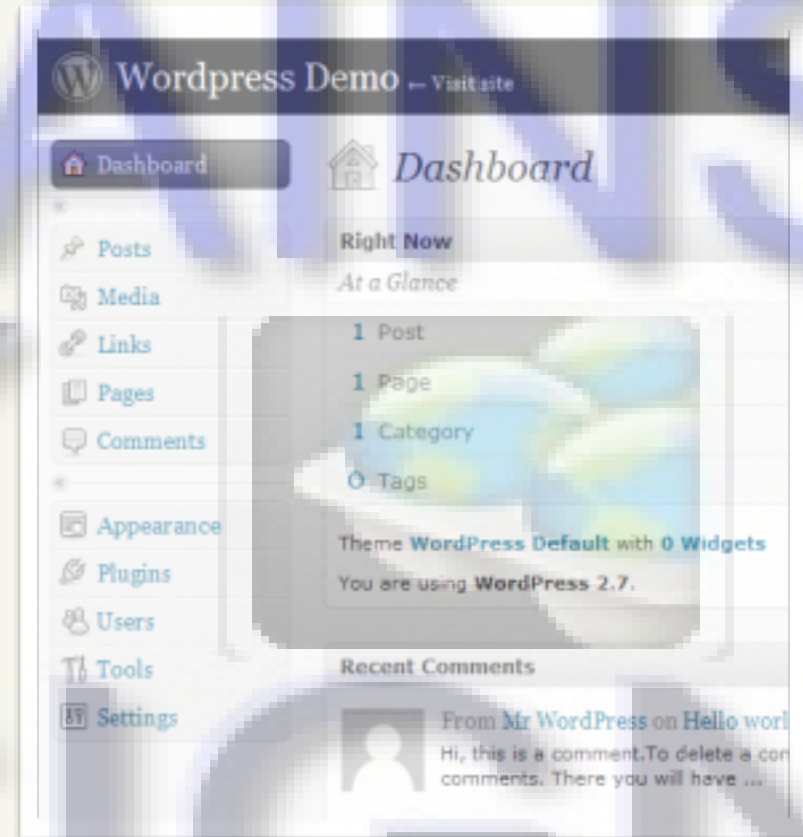 Wordpress Demo ← Visit site
Dashboard
Posts
Media
Links
Pages
Comments
Appearance
Plugins
Users
Tools
Settings
Dashboard
Right Now
At a Glance
1 Post
1 Page
1 Category
0 Tags
Theme WordPress Default with 0 Widgets
You are using WordPress 2.7.
Recent Comments
From Mr WordPress on Hello worl
Hi, this is a comment.To delete a con
comments. There you will have ...